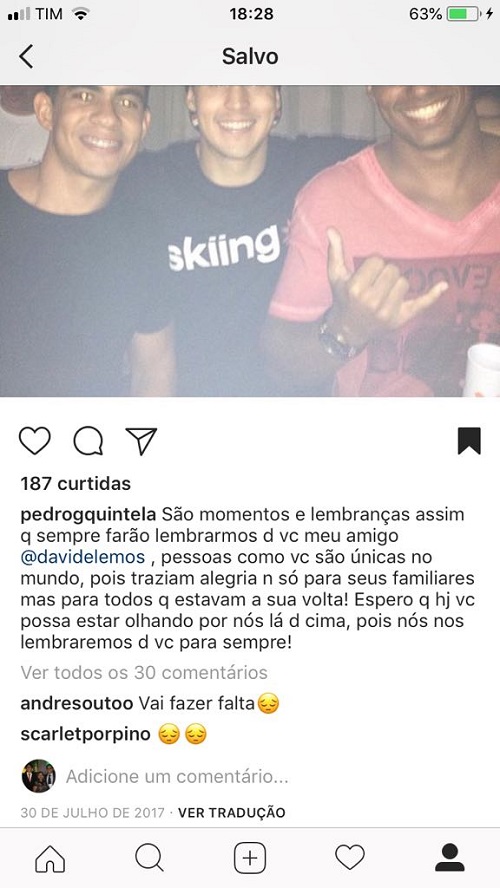 TIM 18:28 63%
Salvo
skiing
187 curtidas
pedrogquintela São momentos e lembranças assim
q sempre farão lembrarmos d vc meu amigo
@davidelemos , pessoas como vc são únicas no
mundo, pois traziam alegria n só para seus familiares
mas para todos q estavam a sua volta! Espero q hj vc
possa estar olhando por nós lá d cima, pois nós nos
lembraremos d vc para sempre!
Ver todos os 30 comentários
andresoutoo Vai fazer falta😔
scarletporpino 😔😔
Adicione um comentário...
30 DE JULHO DE 2017 · VER TRADUÇÃO